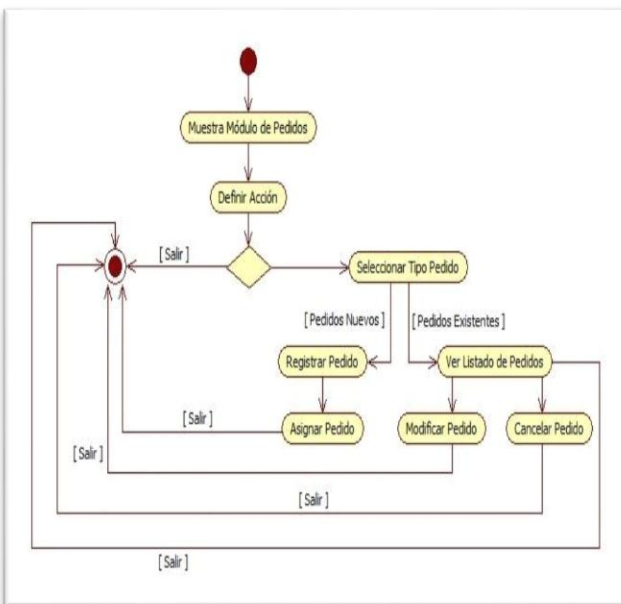 Muestra Módulo de Pedidos
Definir Acción
[ Salir ]
Seleccionar Tipo Pedido
[ Pedidos Nuevos ]
[ Pedidos Existentes ]
Registrar Pedido
Ver Listado de Pedidos
[ Salir ]
Asignar Pedido
Modificar Pedido
Cancelar Pedido
[ Salir ]
[ Salir ]
[ Salir ]